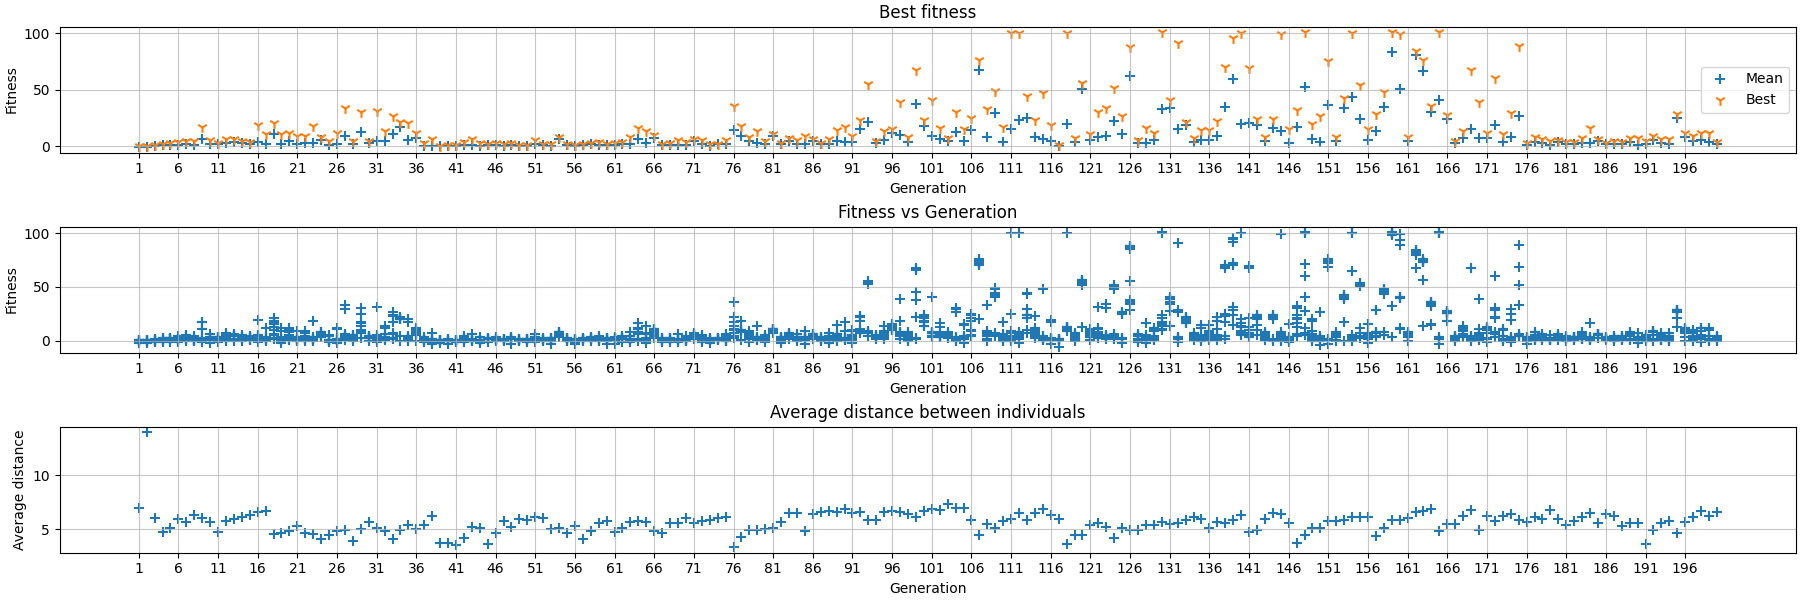 Best fitness
100
50
0
Fitness
Mean
Best
1 6 11 16 21 26 31 36 41 46 51 56 61 66 71 76 81 86 91 96 101 106 111 116 121 126 131 136 141 146 151 156 161 166 171 176 181 186 191 196
Generation
Fitness vs Generation
100
50
0
Fitness
1 6 11 16 21 26 31 36 41 46 51 56 61 66 71 76 81 86 91 96 101 106 111 116 121 126 131 136 141 146 151 156 161 166 171 176 181 186 191 196
Generation
Average distance between individuals
10
5
Average distance
1 6 11 16 21 26 31 36 41 46 51 56 61 66 71 76 81 86 91 96 101 106 111 116 121 126 131 136 141 146 151 156 161 166 171 176 181 186 191 196
Generation